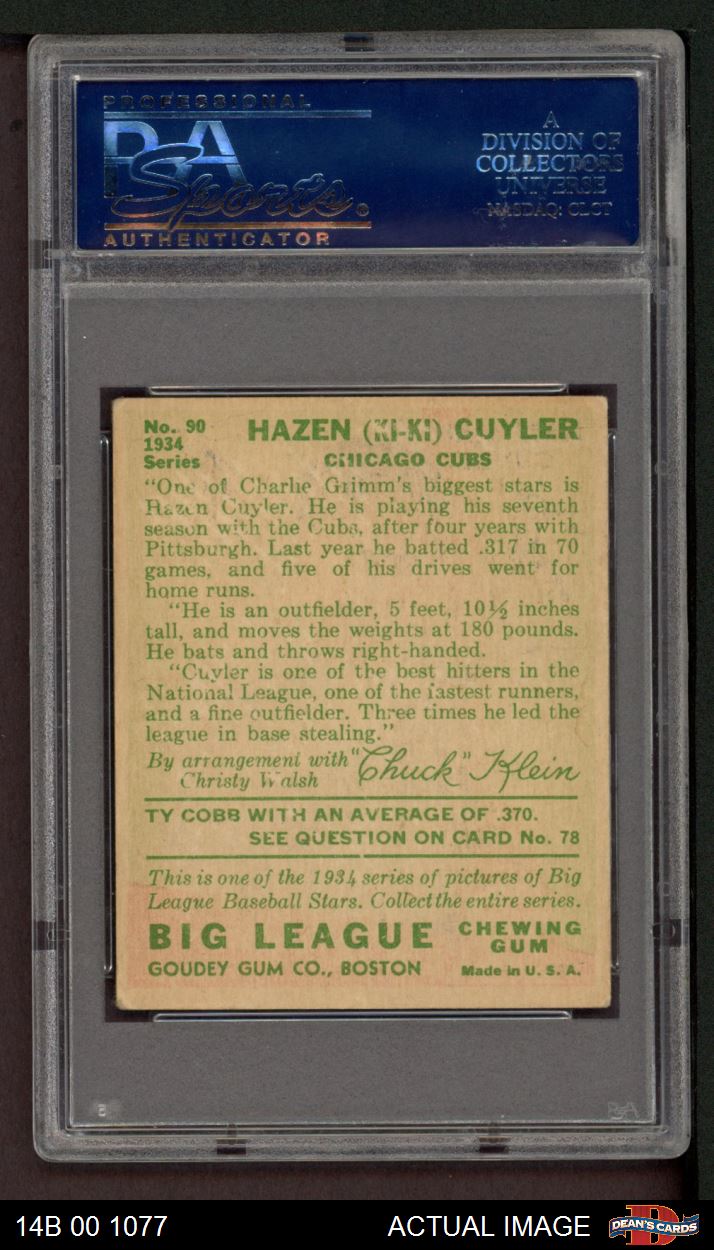 PROFESSIONAL
PSA
Sports
AUTHENTICATOR
A
DIVISION OF
COLLECTORS
UNIVERSE
NASDAQ: CLCT
No. 90
1934
Series
HAZEN (KI-KI) CUYLER
CHICAGO CUBS
"One of Charlie Grimm's biggest stars is
Hazen Cuyler. He is playing his seventh
season with the Cubs, after four years with
Pittsburgh. Last year he batted .317 in 70
games, and five of his drives went for
home runs.
"He is an outfielder, 5 feet, 10½ inches
tall, and moves the weights at 180 pounds.
He bats and throws right-handed.
"Cuyler is one of the best hitters in the
National League, one of the fastest runners,
and a fine outfielder. Three times he led the
league in base stealing."
By arrangement with
Christy Walsh
"Chuck" Klein
TY COBB WITH AN AVERAGE OF .370.
SEE QUESTION ON CARD No. 78
This is one of the 1934 series of pictures of Big
League Baseball Stars. Collect the entire series.
BIG LEAGUE
CHEWING
GUM
GOUDEY GUM CO., BOSTON
Made in U. S. A.
PSA
14B 00 1077
ACTUAL IMAGE
DEAN'S CARDS